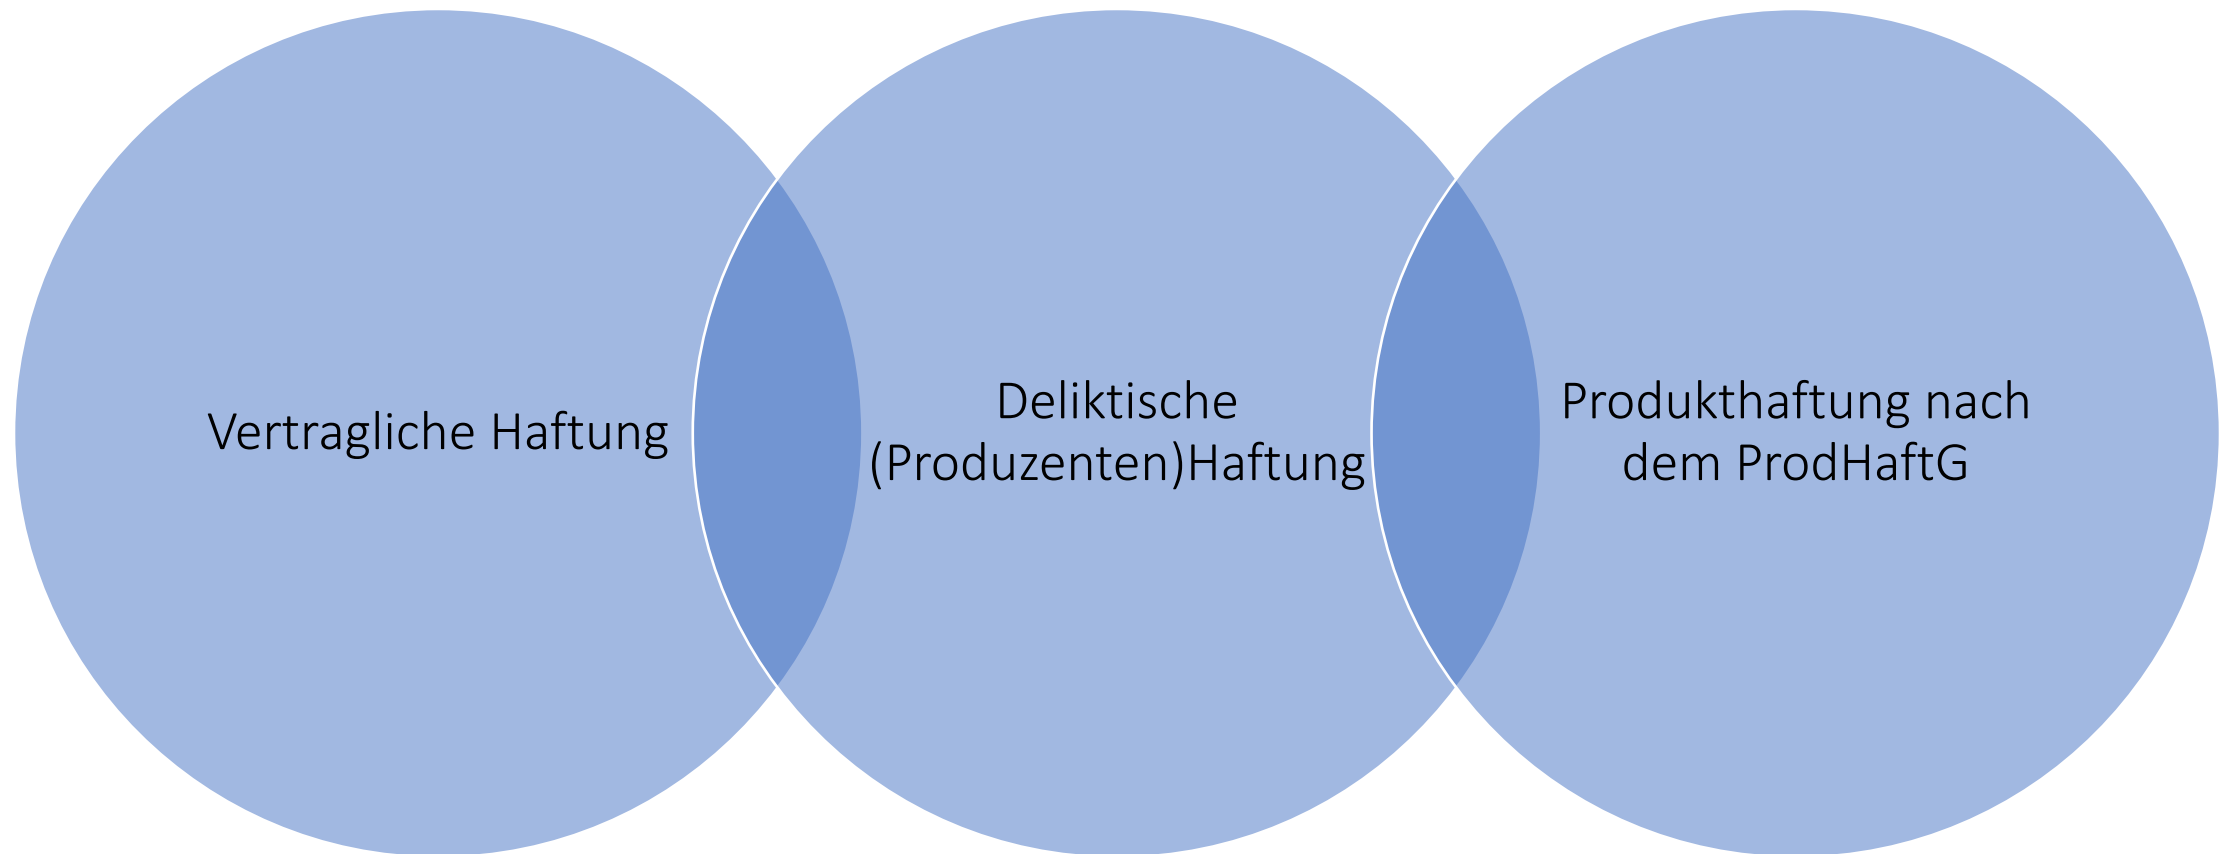 Vertragliche Haftung
Deliktische
(Produzenten)Haftung
Produkthaftung nach
dem ProdHaftG